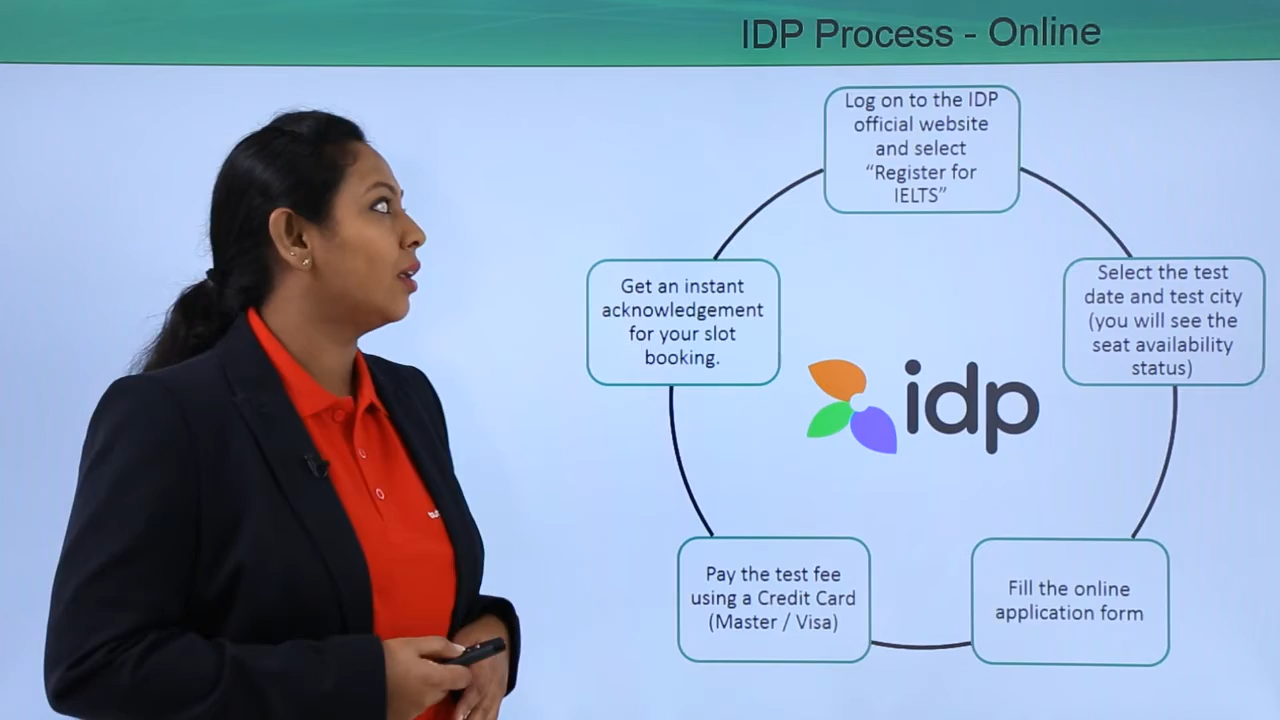 IDP Process - Online
Log on to the IDP
official website
and select
“Register for
IELTS”
Select the test
date and test city
(you will see the
seat availability
status)
Fill the online
application form
Pay the test fee
using a Credit Card
(Master / Visa)
Get an instant
acknowledgement
for your slot
booking.
idp